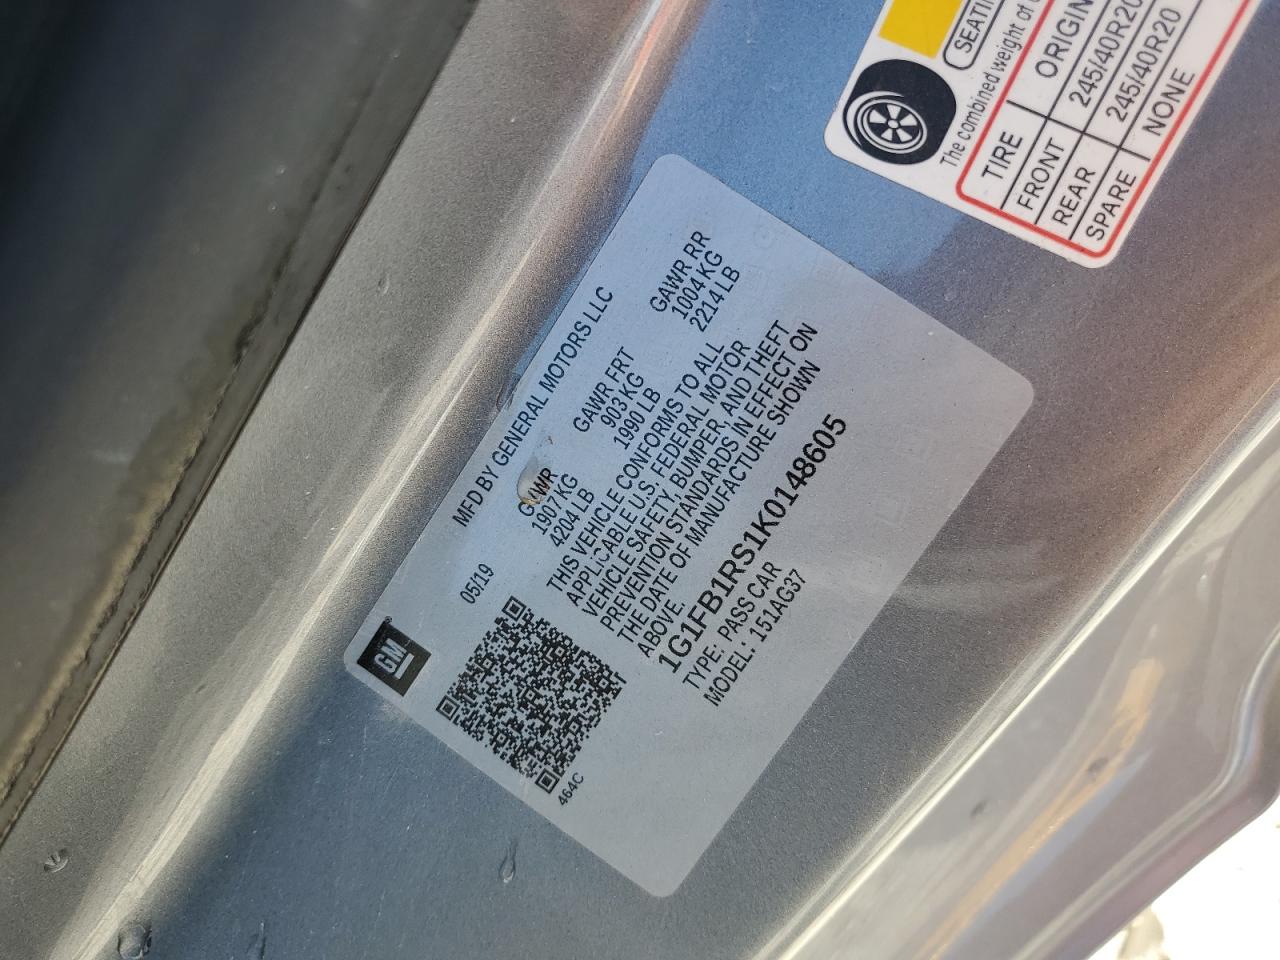 GM
MFD BY GENERAL MOTORS LLC
05/19
GVWR
1907 KG
4204 LB
GAWR FRT
903 KG
1990 LB
GAWR RR
1004 KG
2214 LB
THIS VEHICLE CONFORMS TO ALL
APPLICABLE U.S. FEDERAL MOTOR
VEHICLE SAFETY, BUMPER, AND THEFT
PREVENTION STANDARDS IN EFFECT ON
THE DATE OF MANUFACTURE SHOWN
ABOVE.
1G1FB1RS1K0148605
TYPE: PASS CAR
MODEL: 151AG37
464C
The combined weight of
TIRE
FRONT 245/40R20
REAR 245/40R20
SPARE NONE